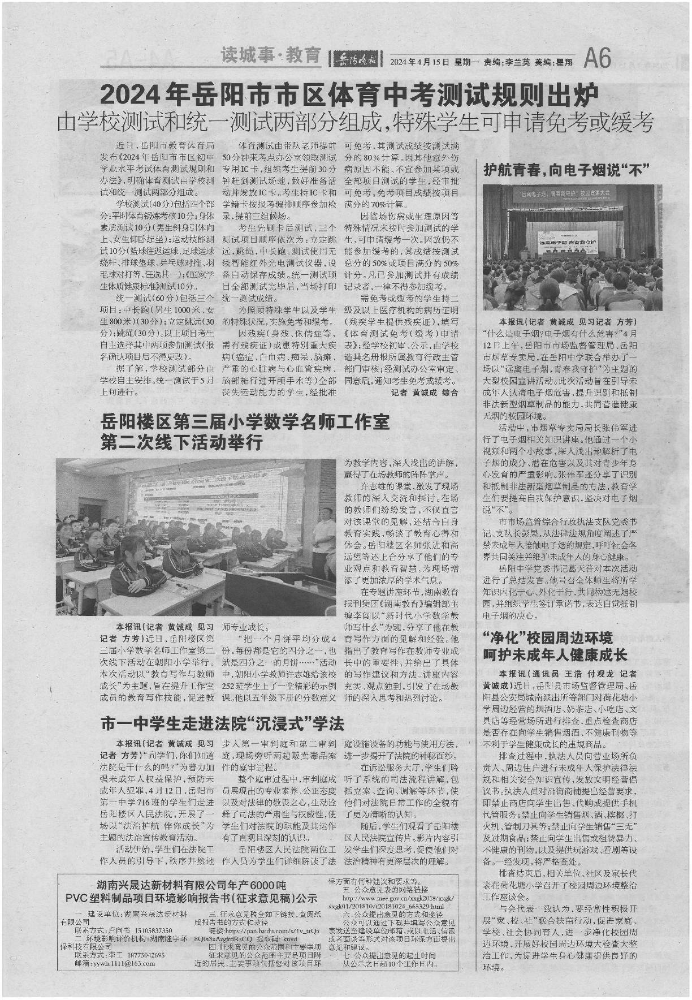 读城事·教育
岳阳晚报
2024年4月15日 星期一 责编:李兰英 美编:瞿翔
A6
2024年岳阳市市区体育中考测试规则出炉
由学校测试和统一测试两部分组成,特殊学生可申请免考或缓考
近日,岳阳市教育体育局
发布《2024年岳阳市市区初中
学业水平考试体育测试规则和
办法》,明确体育测试由学校测
试和统一测试两部分组成。
学校测试(40分)包括四个部
分:平时体育锻炼考核10分;身体
素质测试10分(男生斜身引体向
上、女生仰卧起坐);运动技能测
试10分(篮球往返运球、足球运球
绕杆、排球垫球、乒乓球对推、羽
毛球对打等,任选其一);《国家学
生体质健康标准》测试10分。
统一测试(60分)包括三个
项目:中长跑(男生1000米、女
生800米)(30分);立定跳远(30
分);跳绳(30分)。以上项目考生
自主选择其中两项参加测试(报
名确认项目后不得更改)。
据了解,学校测试部分由
学校自主安排。统一测试于5月
上旬进行。
体育测试由带队老师提前
50分钟来考点办公室领取测试
专用IC卡,组织考生提前30分
钟赶到测试场地,做好准备活
动并发放IC卡。考生持IC卡和
学籍卡按报考编排顺序参加检
录,提前三组候场。
考生先刷卡后测试,三个
测试项目顺序依次为:立定跳
远,跳绳,中长跑。测试使用无
线智能红外光电测试仪器,设
备自动保存成绩。统一测试项
目全部测试完毕后,当场打印
统一测试成绩。
为照顾特殊学生以及学生
的特殊状况,实施免考和缓考。
因残疾(身残、侏儒症等,
需有残疾证)或患特别重大疾
病(癌症、白血病、痴呆、脑瘫、
严重的心脏病与心血管疾病、
脑部施行过开颅手术等)全部
丧失运动能力的学生,经批准
可免考,其测试成绩按测试满
分的80%计算。因其他意外伤
病原因不能、不宜参加某项或
全部项目测试的学生,经审批
可免考,免考项目成绩按项目
满分的70%计算。
因临场伤病或生理原因等
特殊情况未按时参加测试的学
生,可申请缓考一次。因故仍不
能参加缓考的,其成绩按测试
总分的50%或项目满分的50%
计分。凡已参加测试并有成绩
记录者,一律不得参加缓考。
需免考或缓考的学生持二
级及以上医疗机构的病历证明
(残疾学生提供残疾证),填写
《体育测试免考(缓考)申请
表》;经学校初审、公示,由学校
造具名册报所属教育行政主管
部门审核;经测试办公室审定、
同意后,通知考生免考或缓考。
记者 黄诚成 综合
岳阳楼区第三届小学数学名师工作室
第二次线下活动举行
本报讯(记者 黄诚成 见习
记者 方芳)近日,岳阳楼区第
三届小学数学名师工作室第二
次线下活动在朝阳小学举行。
本次活动以“教育写作与教师
成长”为主题,旨在提升工作室
成员的教育写作技能,促进教
师专业成长。
“把一个月饼平均分成4
份,每份都是它的四分之一,也
就是四分之一的月饼……”活动
中,朝阳小学教师许志雄给该校
252班学生上了一堂精彩的示例
课。他以五年级下册的分数意义
为教学内容,深入浅出的讲解,
赢得了在场教师的阵阵掌声。
许志雄的课堂,激发了现场
教师的深入交流和探讨。在场
的教师们纷纷发言,不仅直言
对该课堂的见解,还结合自身
教育实践,畅谈了教育心得和
体会。岳阳楼区名师张进和高
远望等还上台分享了他们的专
业观点和教育智慧,为现场增
添了更加浓厚的学术气息。
在专题讲座环节,湖南教育
报刊集团《湖南教育》编辑部主
编李闯以“新时代小学数学教
师写什么”为题,分享了他在教
育写作方面的见解和经验。他
指出了教育写作在教师专业成
长中的重要性,并给出了具体
的写作建议和方法。讲座内容
充实、观点独到,引发了在场教
师的深入思考和热烈讨论。
市一中学生走进法院“沉浸式”学法
本报讯(记者 黄诚成 见习
记者 方芳)“同学们,你们知道
法院是干什么的吗?”为着力加
强未成年人权益保护,预防未
成年人犯罪,4月12日,岳阳市
第一中学716班的学生们走进
岳阳楼区人民法院,开展了一
场以“法治护航 伴你成长”为
主题的法治宣传教育活动。
活动伊始,学生们在法院工
作人员的引导下,秩序井然地
步入第一审判庭和第二审判
庭,现场旁听两起贩卖毒品案
件的庭审过程。
整个庭审过程中,审判庭成
员展现出的专业素养、公正态度
以及对法律的敬畏之心,生动诠
释了司法的严肃性与权威性,使
学生们对法院的职能及其运作
有了直观且深刻的认识。
岳阳楼区人民法院两位工
作人员为学生们详细解读了法
庭设施设备的功能与使用方法,
进一步揭开了法院的神秘面纱。
在诉讼服务大厅,学生们聆
听了系统的司法流程讲解,包
括立案、查询、调解等环节,使
他们对法院日常工作的全貌有
了更为清晰的认知。
随后,学生们观看了岳阳楼
区人民法院宣传片。影片内容引
发学生们深度思考,促使他们对
法治精神有更深层次的理解。
湖南兴晟达新材料有限公司年产6000吨
PVC塑料制品项目环境影响报告书(征求意见稿)公示
一、建设单位:湖南兴晟达新材料
有限公司
联系方式:卢向书 15105837350
二、环境影响评价机构:湖南隆宇环
保科技有限公司
联系方式:李工 18773042695
邮箱:yywh.1111@163.com
三、征求意见稿全如下链接,查阅纸
质报告书的方式和途径
链接:https://pan.baidu.com/s/1v_trQa
8Q0i3xAzglrdRsCQ 提取码: kuvd
四、征求意见的公众范围和主要事项
征求意见的公众范围主要是项目附
近的居民,主要事项包括您对该项目环
保方面有何种建议和要求等。
五、公众意见表的网络链接
http://www.mee.gov.cn/xxgk2018/xxgk/
xxgk01/201810/t20181024_665329.html
六、公众提出意见的方式和途径
公众可以通过下载并填写公众意见
表发送至建设单位邮箱,或以电话、信函
或者面谈等形式对该项目环保方面提出
意见和建议。
七、公众提出意见的起止时间
从公示之日起10个工作日内。
护航青春,向电子烟说“不”
“远离电子烟,青春我守护”校园宣讲大会
远离电子烟 青春我守护
本报讯(记者 黄诚成 见习记者 方芳)
“什么是电子烟?电子烟有什么危害?”4月
12日上午,岳阳市市场监督管理局、岳阳
市烟草专卖局,在岳阳中学联合举办了一
场以“远离电子烟,青春我守护”为主题的
大型校园宣讲活动。此次活动旨在引导未
成年人认清电子烟危害,提升识别和抵制
非法新型烟草制品的能力,共同营造健康
无烟的校园环境。
活动中,市烟草专卖局局长张伟军进
行了电子烟相关知识讲座。他通过一个小
视频和两个小故事,深入浅出地解析了电
子烟的成分、潜在危害以及其对青少年身
心发育的严重影响。张伟军还分享了识别
和抵制非法新型烟草制品的方法,教育学
生们要提高自我保护意识,坚决对电子烟
说“不”。
市市场监管综合行政执法支队党委书
记、支队长彭果,从法律法规角度阐述了严
禁未成年人接触电子烟的规定,呼吁社会各
界共同关注并维护未成年人的身心健康。
岳阳中学党委书记葛天普对本次活动
进行了总结发言。他号召全体师生将所学
知识内化于心、外化于行,共同构建无烟校
园,并组织学生签订承诺书,表达自觉抵制
电子烟的决心。
“净化”校园周边环境
呵护未成年人健康成长
本报讯(通讯员 王浩 付观龙 记者
黄诚成)近日,岳阳县市场监督管理局、岳
阳县公安局城南派出所等部门对荷花塘小
学周边经营的烟酒店、奶茶店、小吃店、文
具店等经营场所进行排查,重点检查商店
是否存在向学生销售烟酒、不健康刊物等
不利于学生健康成长的违规商品。
排查过程中,执法人员向营业场所负
责人、周边住户进行未成年人保护法律法
规和相关安全知识宣传,发放文明经营倡
议书。执法人员对沿街商铺提出经营要求,
即禁止商店向学生出售、代购或提供手机
代管服务;禁止向学生销售烟、酒、槟榔、打
火机、管制刀具等;禁止向学生销售“三无”
及过期食品;禁止向学生出售或租赁暴力、
不健康的刊物,以及提供玩游戏、看剧等设
备。一经发现,将严格查处。
排查结束后,相关单位、社区及家长代
表在荷花塘小学召开了校园周边环境整治
工作座谈会。
与会代表一致认为,要经常性积极开
展“家、校、社”联合扶苗行动,促进家庭、
学校、社会协同育人,进一步净化校园周
边环境,开展好校园周边环境大检查大整
治工作,为促进学生身心健康提供良好的
环境。